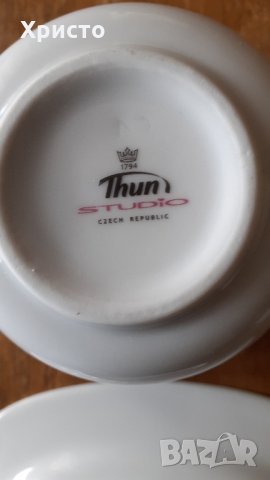 Христо
1794
Thun
STUDIO
CZECH REPUBLIC
BAZAR